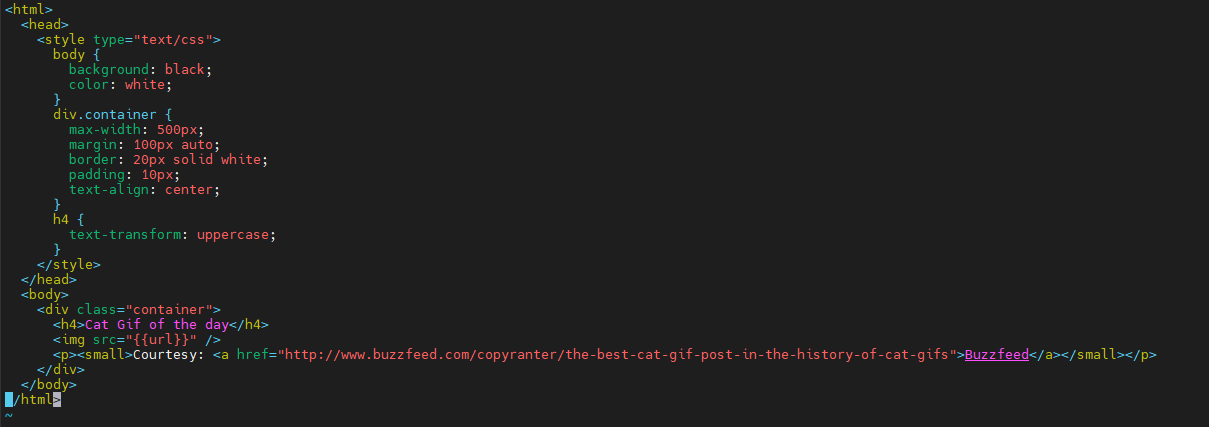 <html>
  <head>
    <style type="text/css">
      body {
        background: black;
        color: white;
      }
      div.container {
        max-width: 500px;
        margin: 100px auto;
        border: 20px solid white;
        padding: 10px;
        text-align: center;
      }
      h4 {
        text-transform: uppercase;
      }
    </style>
  </head>
  <body>
    <div class="container">
      <h4>Cat Gif of the day</h4>
      <img src="{{url}}" />
      <p><small>Courtesy: <a href="http://www.buzzfeed.com/copyranter/the-best-cat-gif-post-in-the-history-of-cat-gifs">Buzzfeed</a></small></p>
    </div>
  </body>
</html>
~